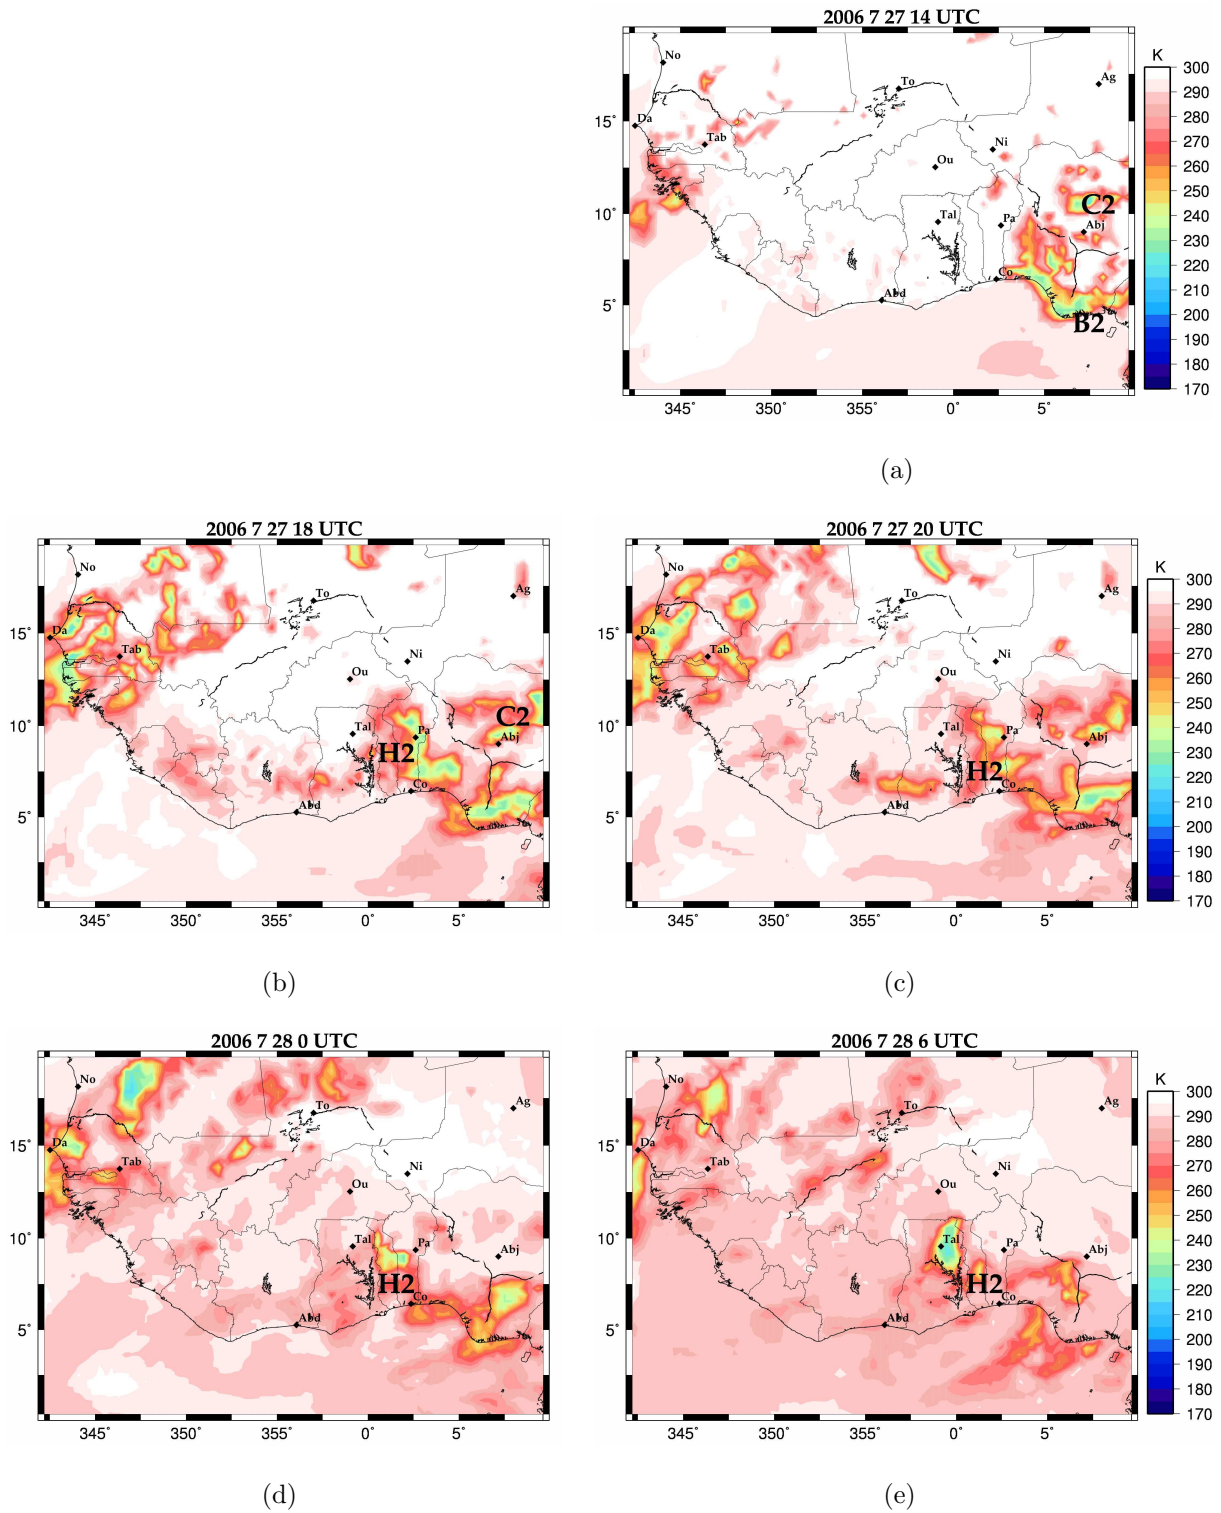 2006 7 27 14 UTC
K
No
To
Ag
Da
Tab
Ni
Ou
C2
Tal
Pa
Abj
Co
Abd
B2
15°
10°
5°
345° 350° 355° 0° 5°
300
290
280
270
260
250
240
230
220
210
200
190
180
170
(a)
2006 7 27 18 UTC
No
To
Ag
Da
Tab
Ni
Ou
C2
Tal
Pa
Abj
H2
Co
Abd
15°
10°
5°
345° 350° 355° 0° 5°
(b)
2006 7 27 20 UTC
K
No
To
Ag
Da
Tab
Ni
Ou
Tal
Pa
Abj
H2
Co
Abd
15°
10°
5°
345° 350° 355° 0° 5°
300
290
280
270
260
250
240
230
220
210
200
190
180
170
(c)
2006 7 28 0 UTC
No
To
Ag
Da
Tab
Ni
Ou
Tal
Pa
Abj
H2
Co
Abd
15°
10°
5°
345° 350° 355° 0° 5°
(d)
2006 7 28 6 UTC
K
No
To
Ag
Da
Tab
Ni
Ou
Tal
Pa
Abj
H2
Co
Abd
15°
10°
5°
345° 350° 355° 0° 5°
300
290
280
270
260
250
240
230
220
210
200
190
180
170
(e)